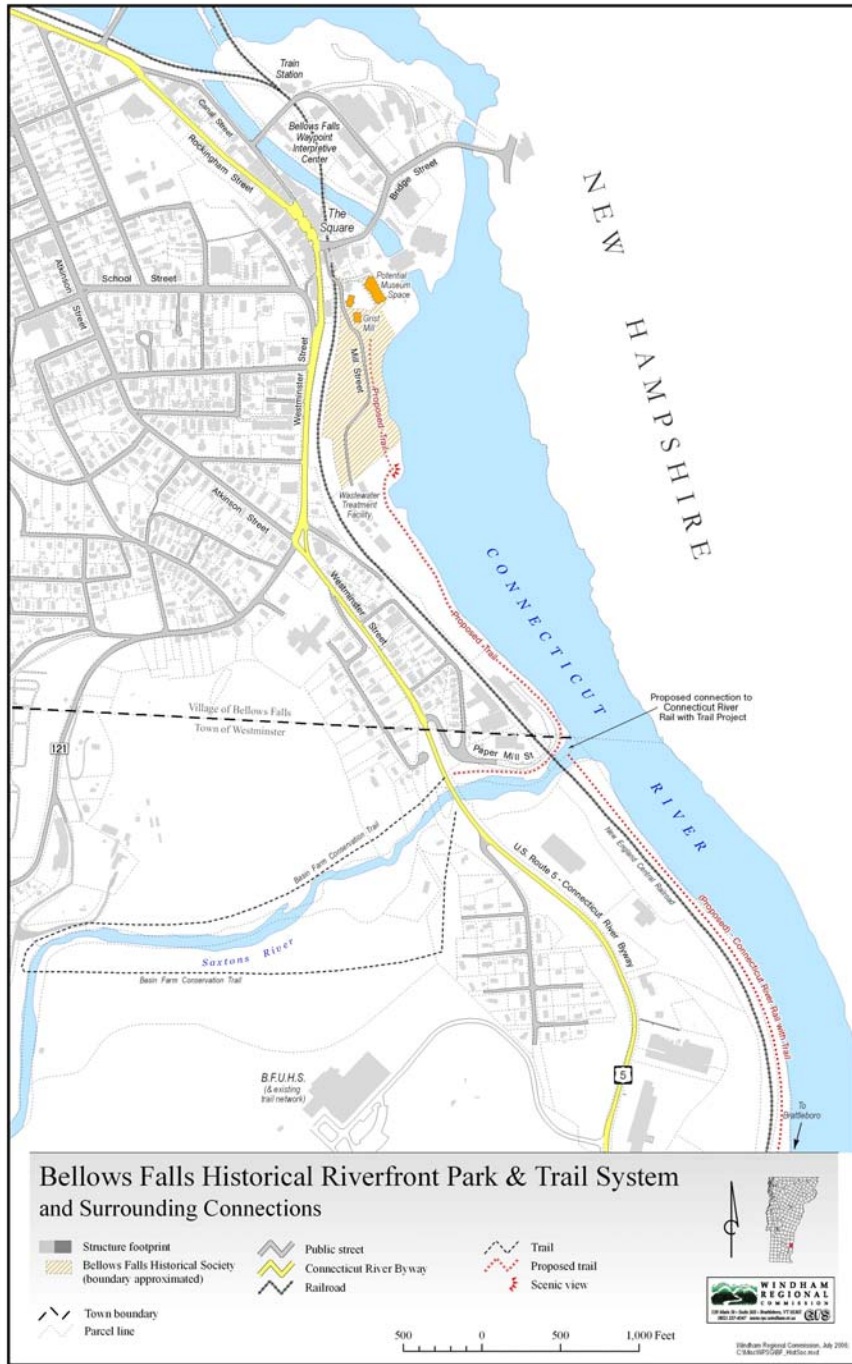 Train
Station
Canal Street
Rockingham Street
Bellows Falls
Waypoint
Interpretive
Center
Bridge Street
The
Square
NEW HAMPSHIRE
Atkinson Street
School Street
Potential
Museum
Space
Grist
Mill
Mill Street
Westminster Street
Proposed Trail
Atkinson Street
Wastewater
Treatment
Facility
CONNECTICUT RIVER
Westminster Street
Proposed Trail
Proposed connection to
Connecticut River
Rail with Trail Project
Village of Bellows Falls
Town of Westminster
121
Paper Mill St
Basin Farm Conservation Trail
New England Central Railroad
U.S. Route 5 - Connecticut River Byway
(Proposed) - Connecticut River Rail with Trail
Saxtons River
Basin Farm Conservation Trail
B.F.U.H.S.
(& existing
trail network)
5
To
Brattleboro
Bellows Falls Historical Riverfront Park & Trail System
and Surrounding Connections
Structure footprint
Bellows Falls Historical Society
(boundary approximated)
Town boundary
Parcel line
Public street
Connecticut River Byway
Railroad
Trail
Proposed trail
Scenic view
WINDHAM
REGIONAL
COMMISSION
GIS
500 0 500 1,000 Feet
Windham Regional Commission, July 2006